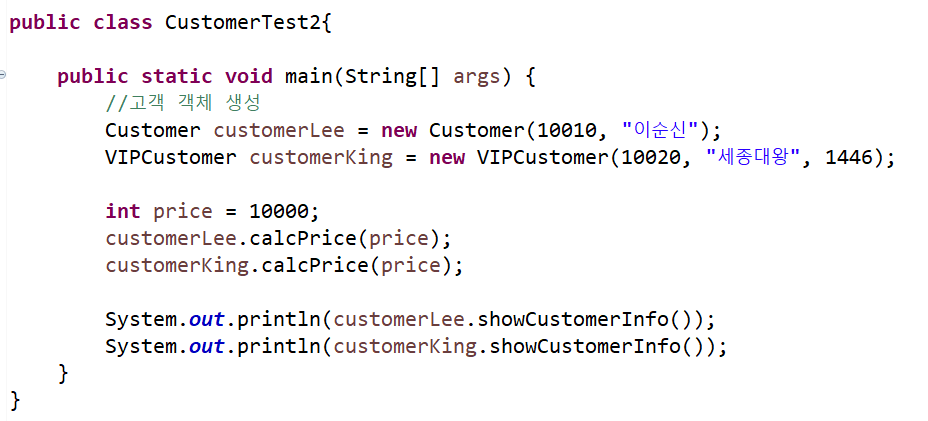 public class CustomerTest2{
public static void main(String[] args) {
//고객 객체 생성
Customer customerLee = new Customer(10010, "이순신");
VIPCustomer customerKing = new VIPCustomer(10020, "세종대왕", 1446);
int price = 10000;
customerLee.calcPrice(price);
customerKing.calcPrice(price);
System.out.println(customerLee.showCustomerInfo());
System.out.println(customerKing.showCustomerInfo());
}
}